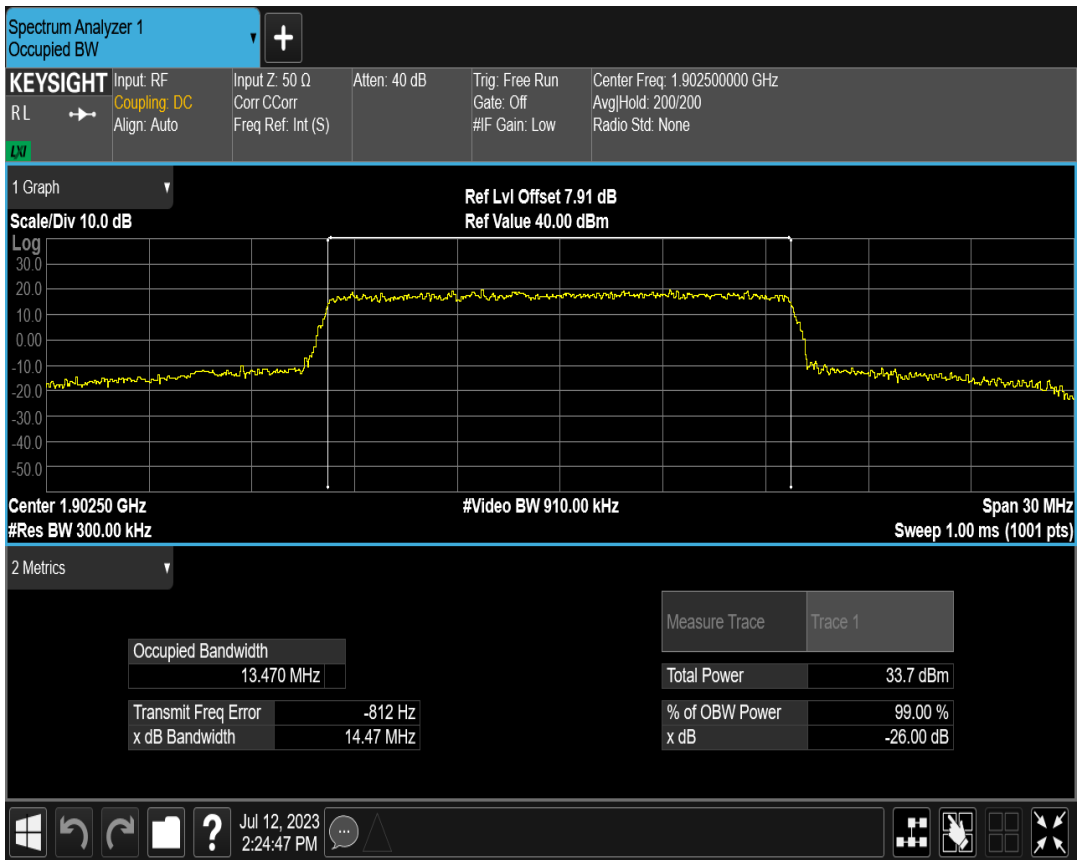 Spectrum Analyzer 1
Occupied BW
+
KEYSIGHT
RL
LXI
Input: RF
Coupling: DC
Align: Auto
Input Z: 50 Ω
Corr CCorr
Freq Ref: Int (S)
Atten: 40 dB
Trig: Free Run
Gate: Off
#IF Gain: Low
Center Freq: 1.902500000 GHz
Avg|Hold: 200/200
Radio Std: None
1 Graph
Scale/Div 10.0 dB
Ref Lvl Offset 7.91 dB
Ref Value 40.00 dBm
Log
30.0
20.0
10.0
0.00
-10.0
-20.0
-30.0
-40.0
-50.0
Center 1.90250 GHz
#Video BW 910.00 kHz
Span 30 MHz
#Res BW 300.00 kHz
Sweep 1.00 ms (1001 pts)
2 Metrics
Occupied Bandwidth
13.470 MHz
Transmit Freq Error -812 Hz
x dB Bandwidth 14.47 MHz
Measure Trace Trace 1
Total Power 33.7 dBm
% of OBW Power 99.00 %
x dB -26.00 dB
?
Jul 12, 2023
2:24:47 PM